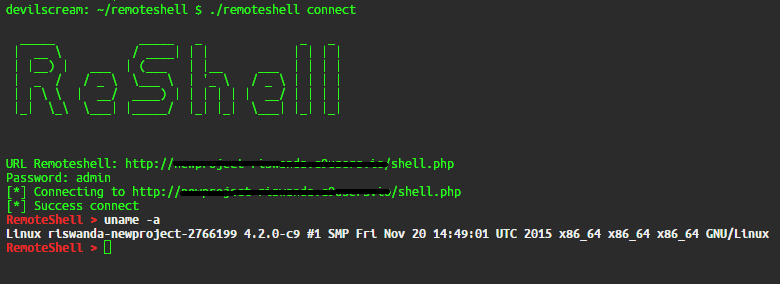 devilscream: ~/remoteshell $ ./remoteshell connect
ReShell
URL Remoteshell: http:// /shell.php
Password: admin
[*] Connecting to http:// /shell.php
[*] Success connect
RemoteShell > uname -a
Linux riswanda-newproject-2766199 4.2.0-c9 #1 SMP Fri Nov 20 14:49:01 UTC 2015 x86_64 x86_64 x86_64 GNU/Linux
RemoteShell >